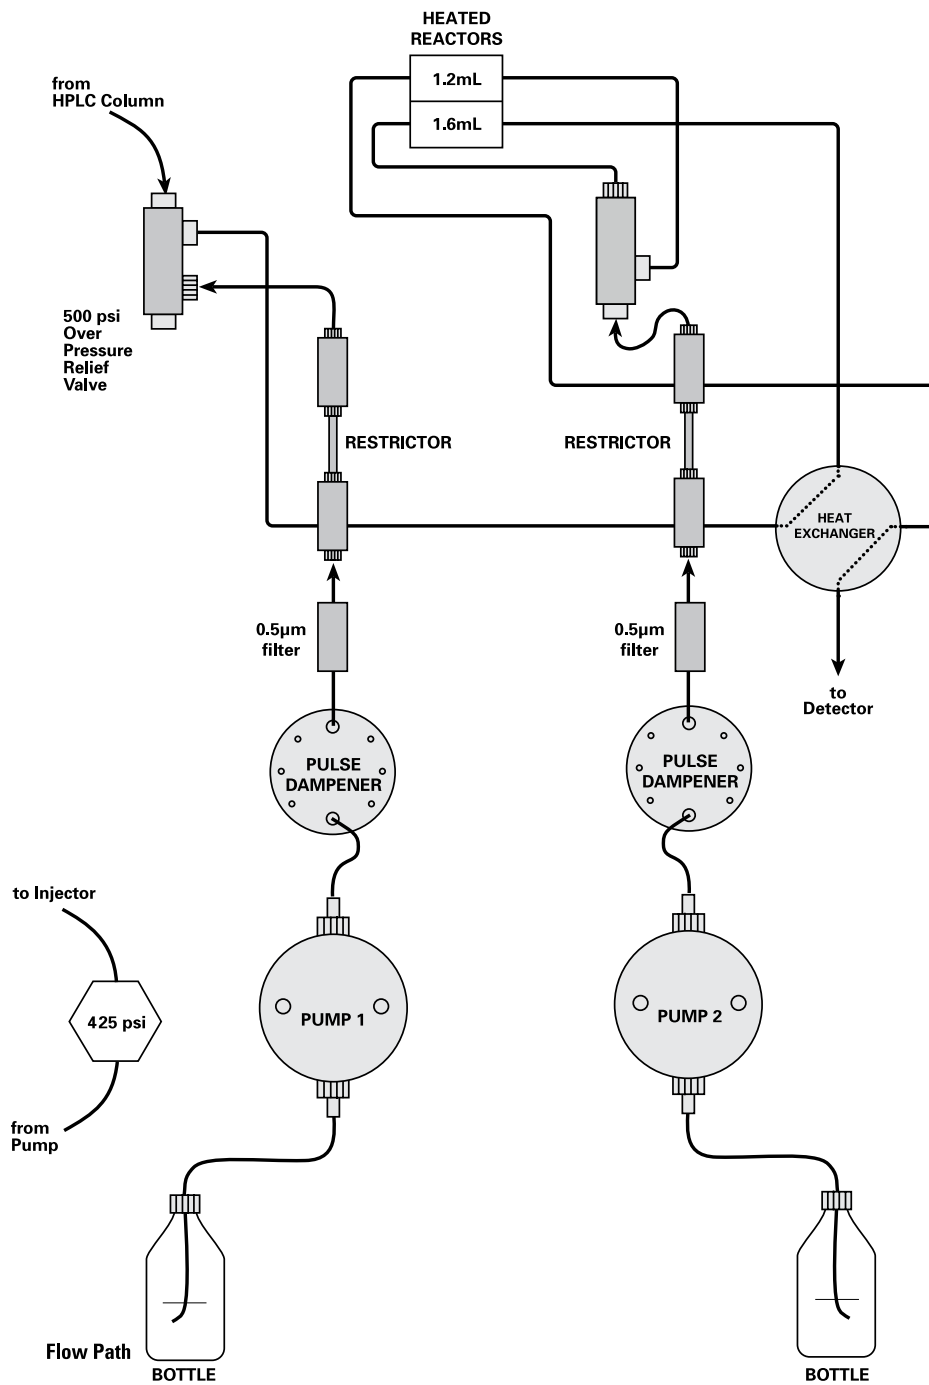 HEATED
REACTORS
1.2mL
1.6mL
from
HPLC Column
500 psi
Over
Pressure
Relief
Valve
RESTRICTOR
RESTRICTOR
HEAT
EXCHANGER
0.5µm
filter
0.5µm
filter
to
Detector
PULSE
DAMPENER
PULSE
DAMPENER
to Injector
425 psi
from
Pump
PUMP 1
PUMP 2
Flow Path
BOTTLE
BOTTLE